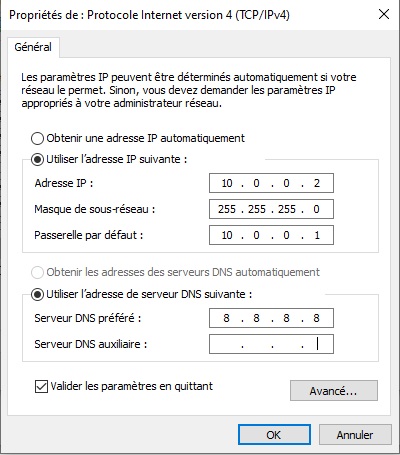 Propriétés de : Protocole Internet version 4 (TCP/IPv4)
Général
Les paramètres IP peuvent être déterminés automatiquement si votre
réseau le permet. Sinon, vous devez demander les paramètres IP
appropriés à votre administrateur réseau.
Obtenir une adresse IP automatiquement
Utiliser l'adresse IP suivante :
Adresse IP : 10 . 0 . 0 . 2
Masque de sous-réseau : 255 . 255 . 255 . 0
Passerelle par défaut : 10 . 0 . 0 . 1
Obtenir les adresses des serveurs DNS automatiquement
Utiliser l'adresse de serveur DNS suivante :
Serveur DNS préféré : 8 . 8 . 8 . 8
Serveur DNS auxiliaire : . . .
Valider les paramètres en quittant
Avancé...
OK Annuler